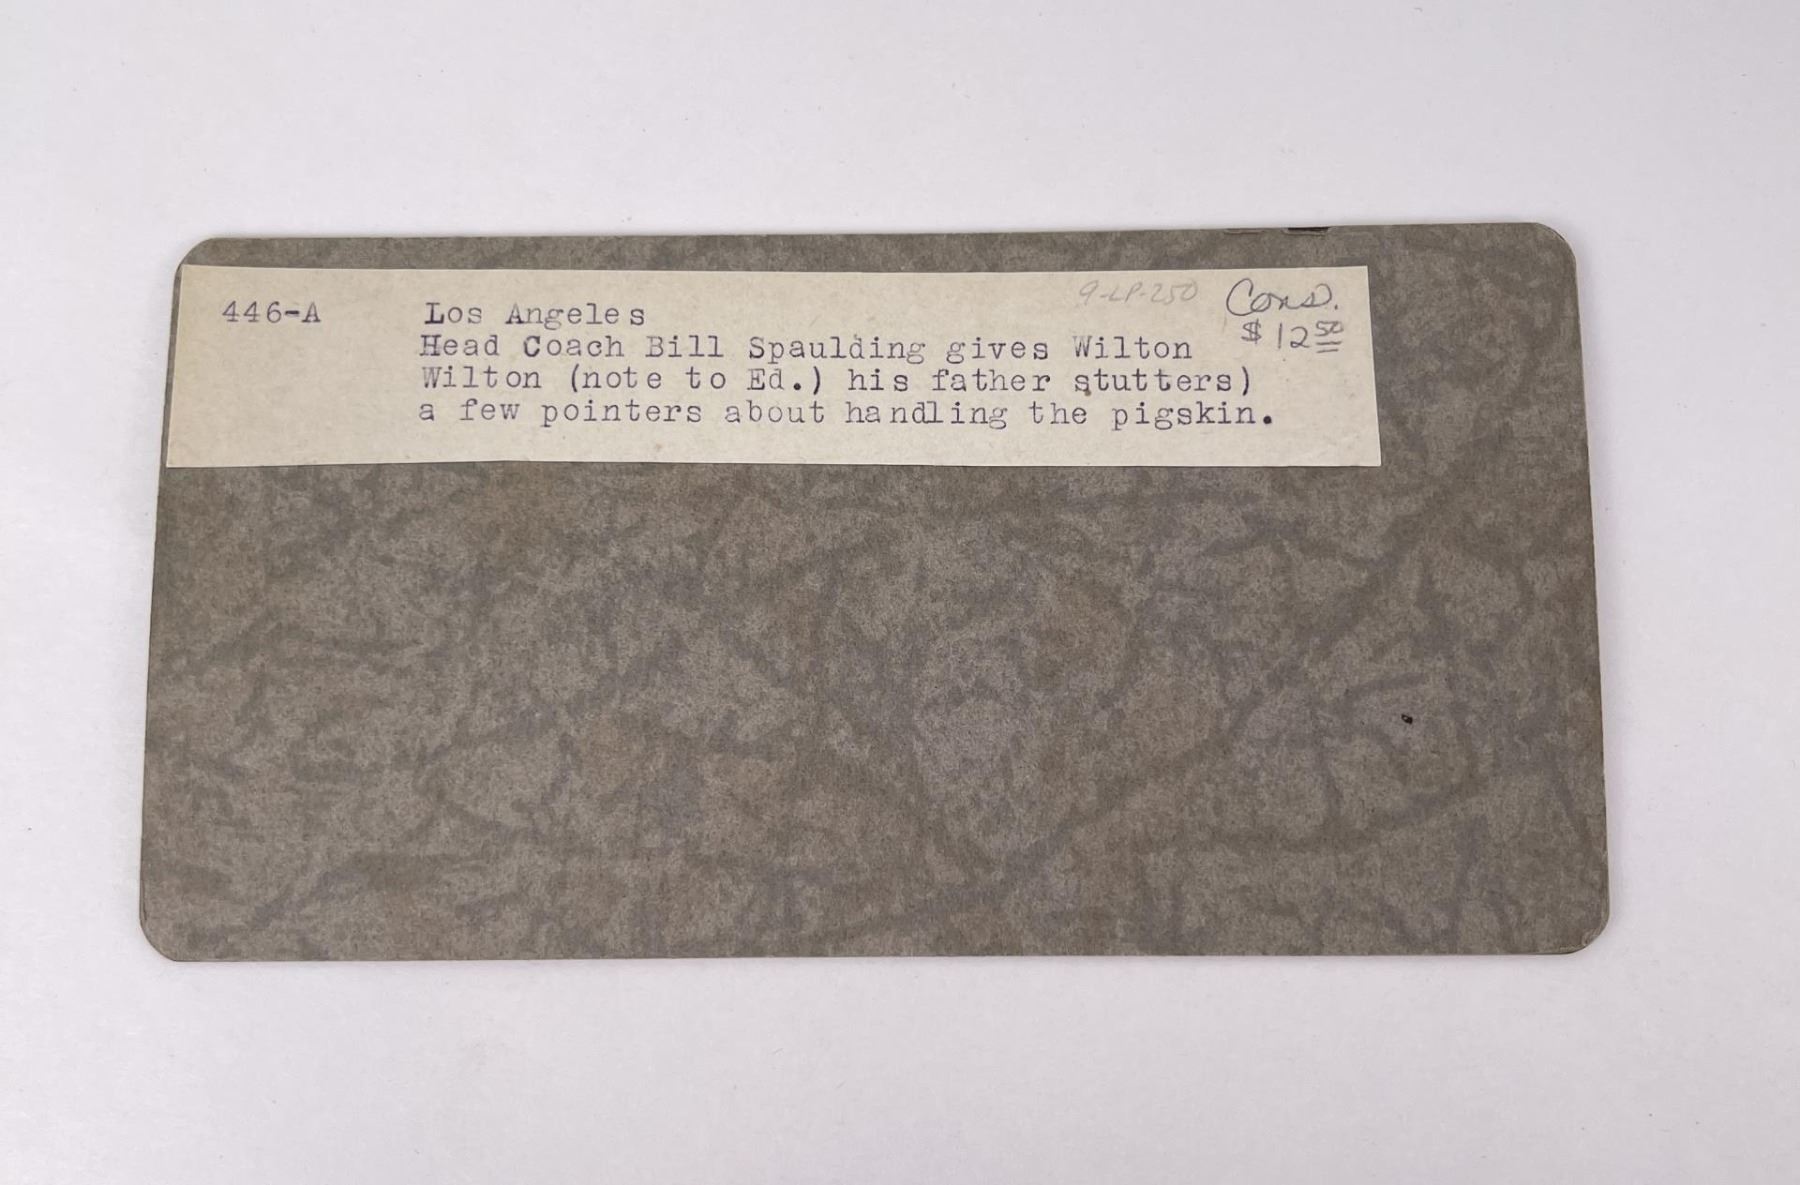 9-LP-250 Cons.
446-A Los Angeles
$12 50
Head Coach Bill Spaulding gives Wilton
Wilton (note to Ed.) his father stutters)
a few pointers about handling the pigskin.